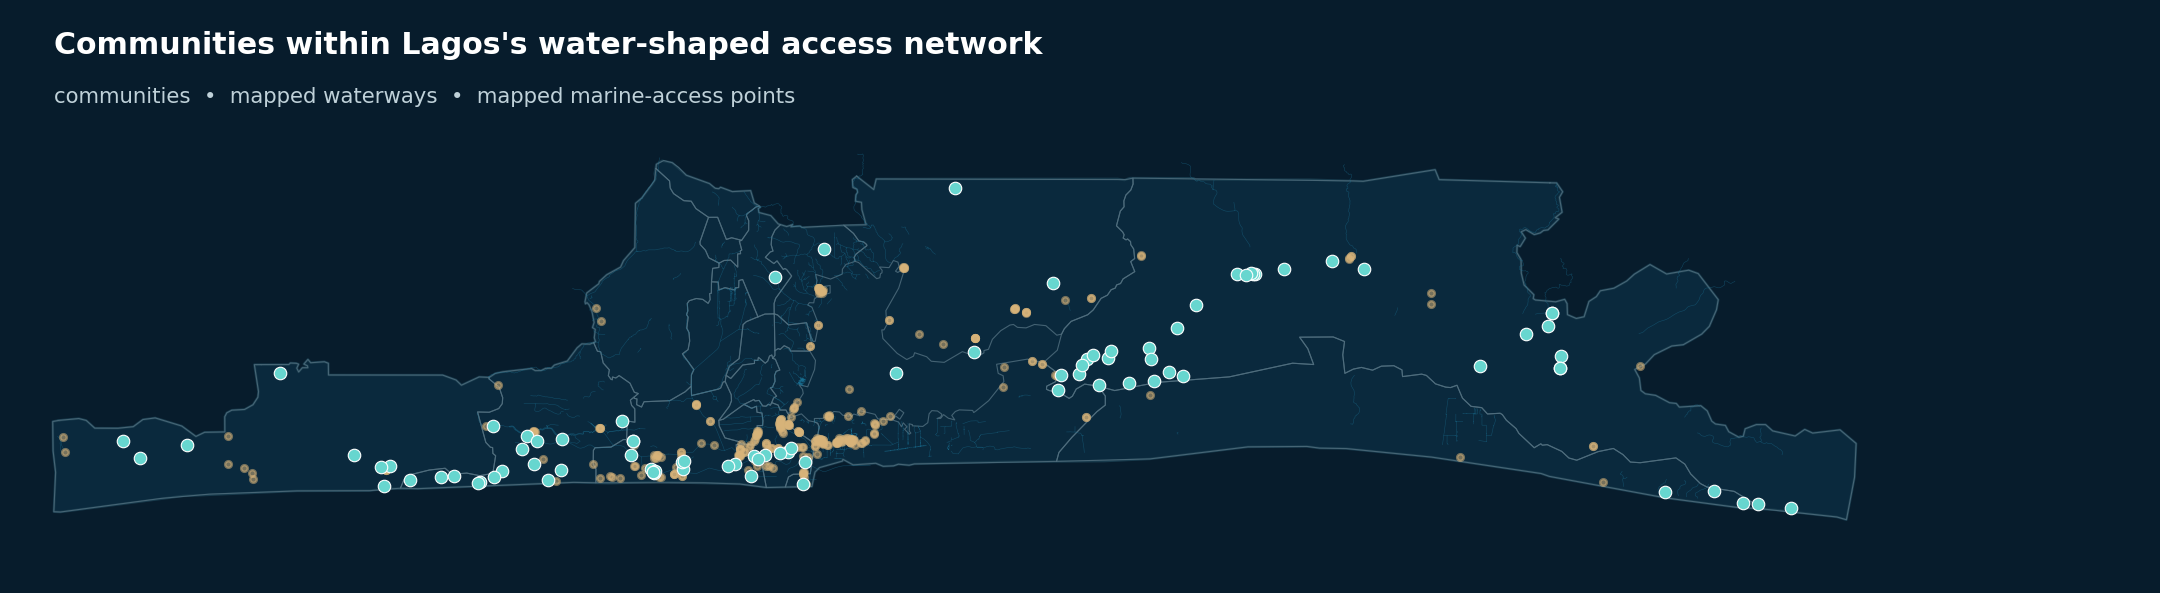 Communities within Lagos's water-shaped access network
communities • mapped waterways • mapped marine-access points